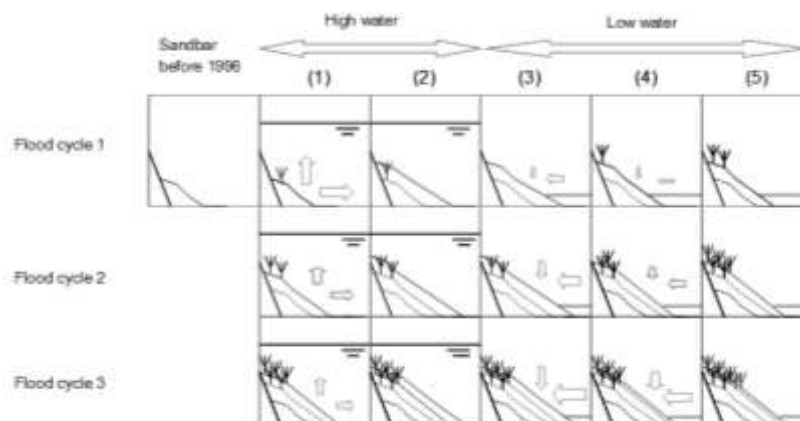 High water
Low water
Sandbar
before 1996
(1)
(2)
(3)
(4)
(5)
Flood cycle 1
Flood cycle 2
Flood cycle 3